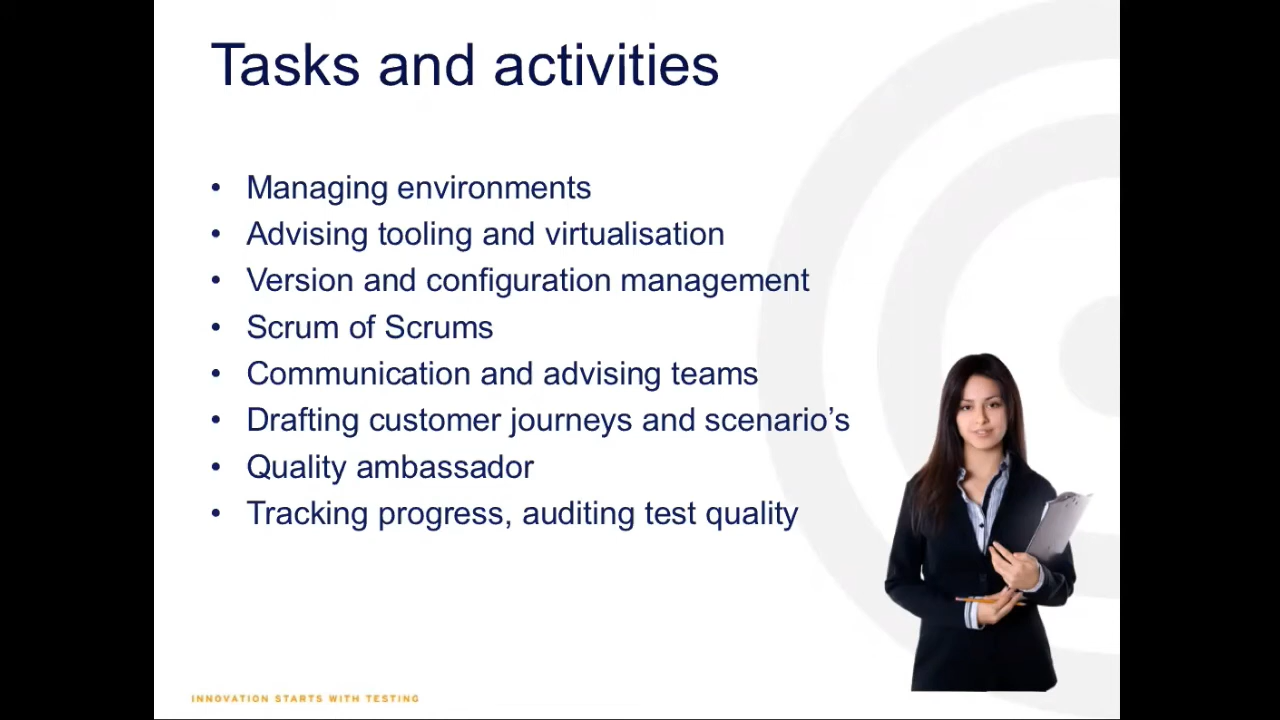 Tasks and activities
• Managing environments
• Advising tooling and virtualisation
• Version and configuration management
• Scrum of Scrums
• Communication and advising teams
• Drafting customer journeys and scenario’s
• Quality ambassador
• Tracking progress, auditing test quality
INNOVATION STARTS WITH TESTING